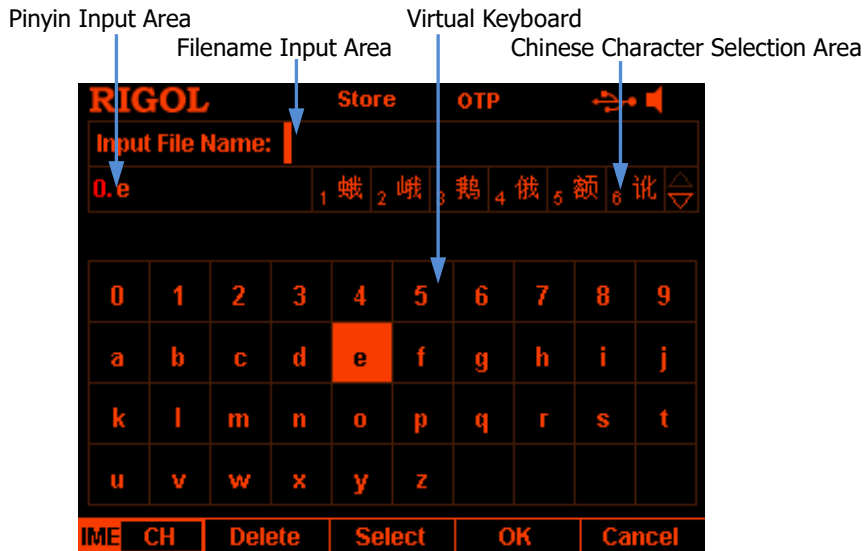 Pinyin Input Area Virtual Keyboard
Filename Input Area Chinese Character Selection Area
RIGOL Store OTP
Input File Name:
0.e 1 蛾 2 峨 3 鹅 4 俄 5 额 6 讹
0 1 2 3 4 5 6 7 8 9
a b c d e f g h i j
k l m n o p q r s t
u v w x y z
IME CH Delete Select OK Cancel